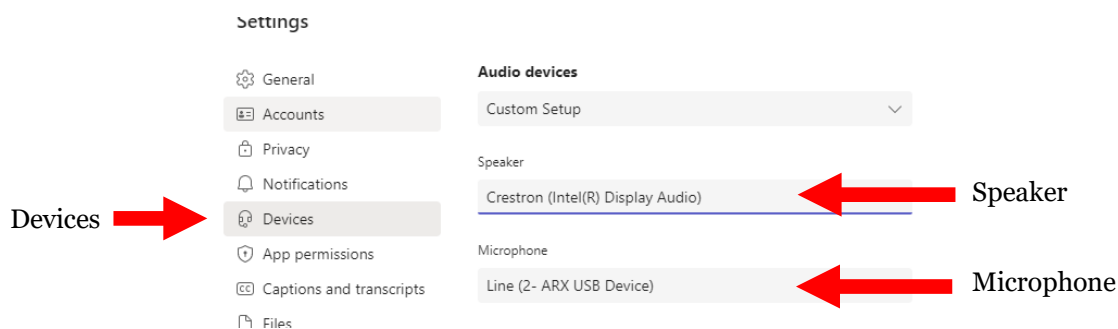 Settings
General
Accounts
Privacy
Notifications
Devices
Devices
App permissions
CC Captions and transcripts
Files
Audio devices
Custom Setup
Speaker
Crestron (Intel(R) Display Audio)
Speaker
Microphone
Line (2- ARX USB Device)
Microphone